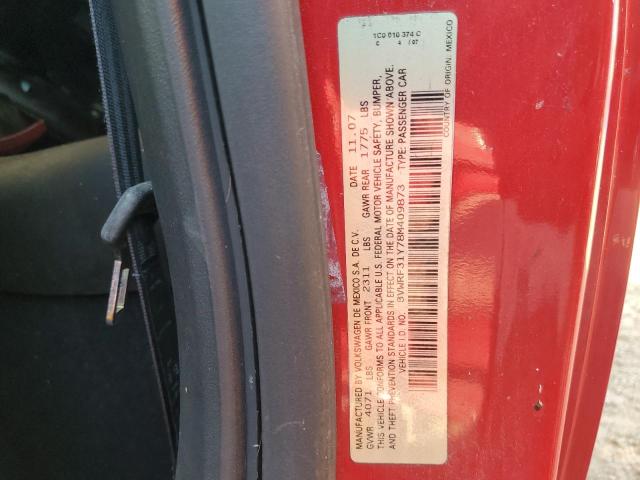 MANUFACTURED BY VOLKSWAGEN DE MEXICO S.A. DE C.V. DATE 11.07
GVWR 4071 LBS GAWR FRONT 2311 LBS GAWR REAR 1775 LBS
THIS VEHICLE CONFORMS TO ALL APPLICABLE U.S. FEDERAL MOTOR VEHICLE SAFETY, BUMPER,
AND THEFT PREVENTION STANDARDS IN EFFECT ON THE DATE OF MANUFACTURE SHOWN ABOVE.
VEHICLE I.D. NO. 3VWRF31Y78M409873 TYPE: PASSENGER CAR
COUNTRY OF ORIGIN: MEXICO
1C0 010 374 C